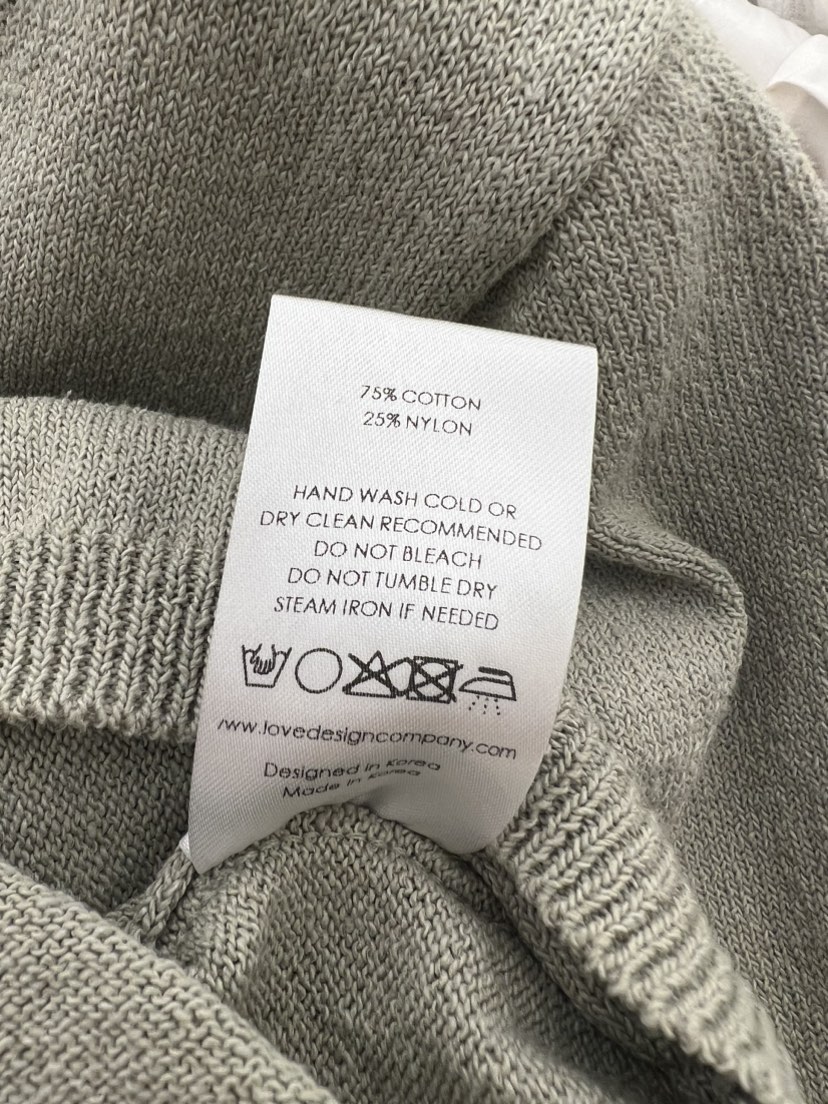 75% COTTON
25% NYLON
HAND WASH COLD OR
DRY CLEAN RECOMMENDED
DO NOT BLEACH
DO NOT TUMBLE DRY
STEAM IRON IF NEEDED
/ww.lovedesigncompany.com
Designed in Korea
Made in Korea